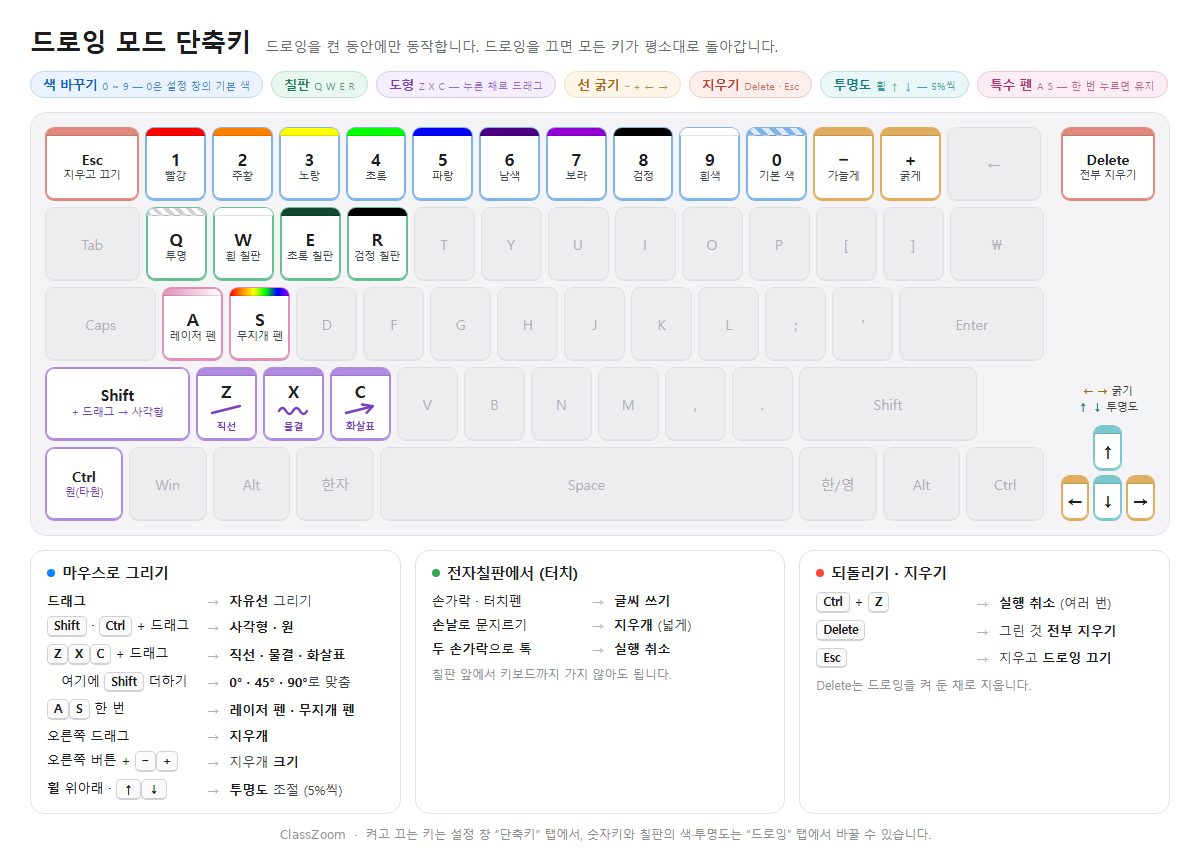 드로잉 모드 단축키 드로잉을 켠 동안에만 동작합니다. 드로잉을 끄면 모든 키가 평소대로 돌아갑니다.
색 바꾸기 0 ~ 9 — 0은 설정 창의 기본 색 칠판 Q W E R 도형 Z X C — 누른 채로 드래그 선 굵기 − + ← → 지우기 Delete · Esc 투명도 휠 ↑ ↓ — 5%씩 특수 펜 A S — 한 번 누르면 유지
Esc 1 2 3 4 5 6 7 8 9 0 − + ← Delete
지우고 끄기 빨강 주황 노랑 초록 파랑 남색 보라 검정 흰색 기본 색 가늘게 굵게 전부 지우기
Tab Q W E R T Y U I O P [ ] ₩
투명 흰 칠판 초록 칠판 검정 칠판
Caps A S D F G H J K L ; ' Enter
레이저 펜 무지개 펜
Shift Z X C V B N M , . Shift
+ 드래그 → 사각형 직선 물결 화살표
← → 굵기
↑ ↓ 투명도
↑
Ctrl Win Alt 한자 Space 한/영 Alt Ctrl ← ↓ →
원(타원)
마우스로 그리기
드래그 → 자유선 그리기
Shift · Ctrl + 드래그 → 사각형 · 원
Z X C + 드래그 → 직선 · 물결 · 화살표
여기에 Shift 더하기 → 0° · 45° · 90°로 맞춤
A S 한 번 → 레이저 펜 · 무지개 펜
오른쪽 드래그 → 지우개
오른쪽 버튼 + − + → 지우개 크기
휠 위아래 · ↑ ↓ → 투명도 조절 (5%씩)
전자칠판에서 (터치)
손가락 · 터치펜 → 글씨 쓰기
손날로 문지르기 → 지우개 (넓게)
두 손가락으로 톡 → 실행 취소
칠판 앞에서 키보드까지 가지 않아도 됩니다.
되돌리기 · 지우기
Ctrl + Z → 실행 취소 (여러 번)
Delete → 그린 것 전부 지우기
Esc → 지우고 드로잉 끄기
Delete는 드로잉을 켜 둔 채로 지웁니다.
ClassZoom · 켜고 끄는 키는 설정 창 “단축키” 탭에서, 숫자키와 칠판의 색·투명도는 “드로잉” 탭에서 바꿀 수 있습니다.